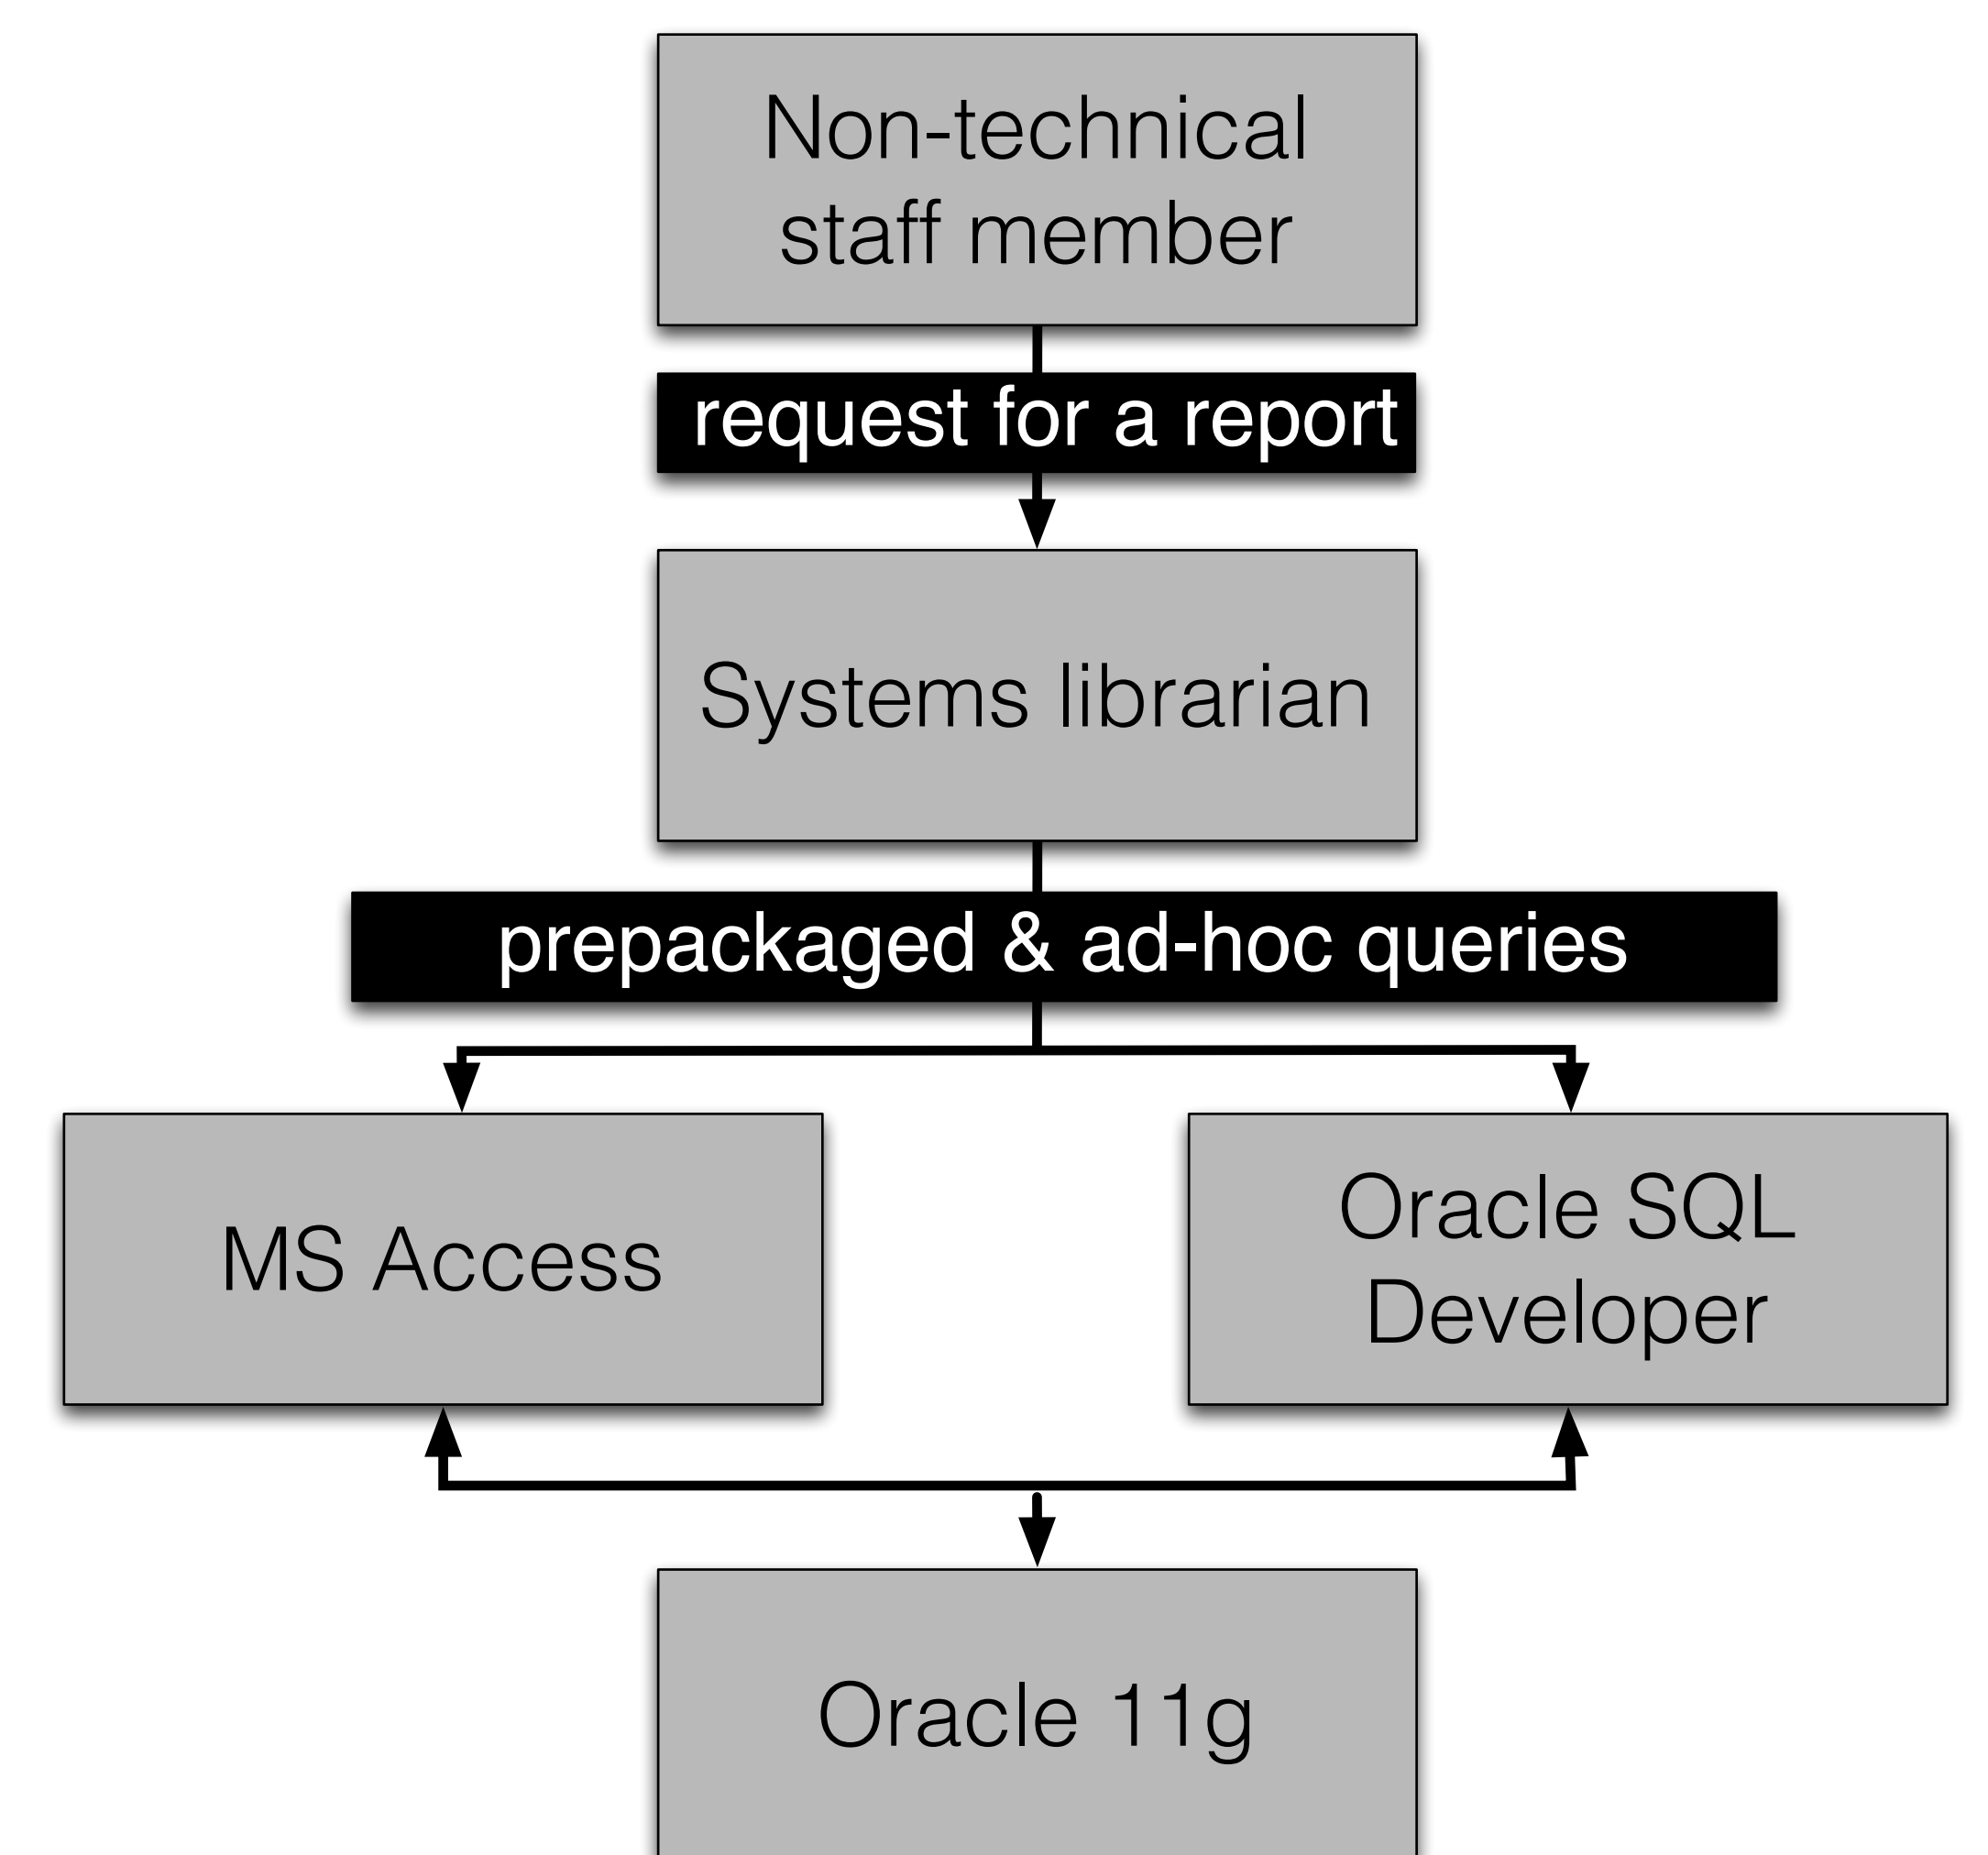 Non-technical
staff member
request for a report
Systems librarian
prepackaged & ad-hoc queries
MS Access
Oracle SQL
Developer
Oracle 11g